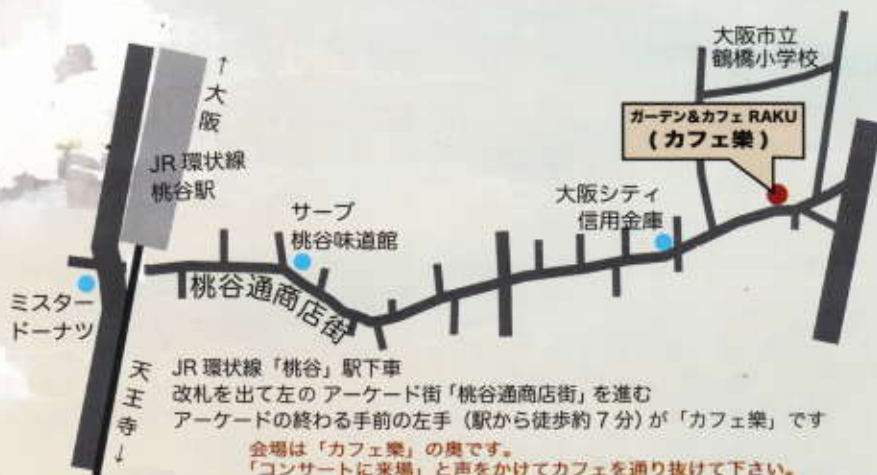 大阪市立
鶴橋小学校
↑大阪
ガーデン&カフェ RAKU
(カフェ樂)
JR 環状線
桃谷駅
サーブ
桃谷味道館
大阪シティ
信用金庫
桃谷通商店街
ミスター
ドーナツ
天王寺↓
JR 環状線「桃谷」駅下車
改札を出て左の アーケード街「桃谷通商店街」を進む
アーケードの終わる手前の左手（駅から徒歩約７分）が「カフェ樂」です
会場は「カフェ樂」の奥です。
「コンサートに来場」と声をかけてカフェを通り抜けて下さい。